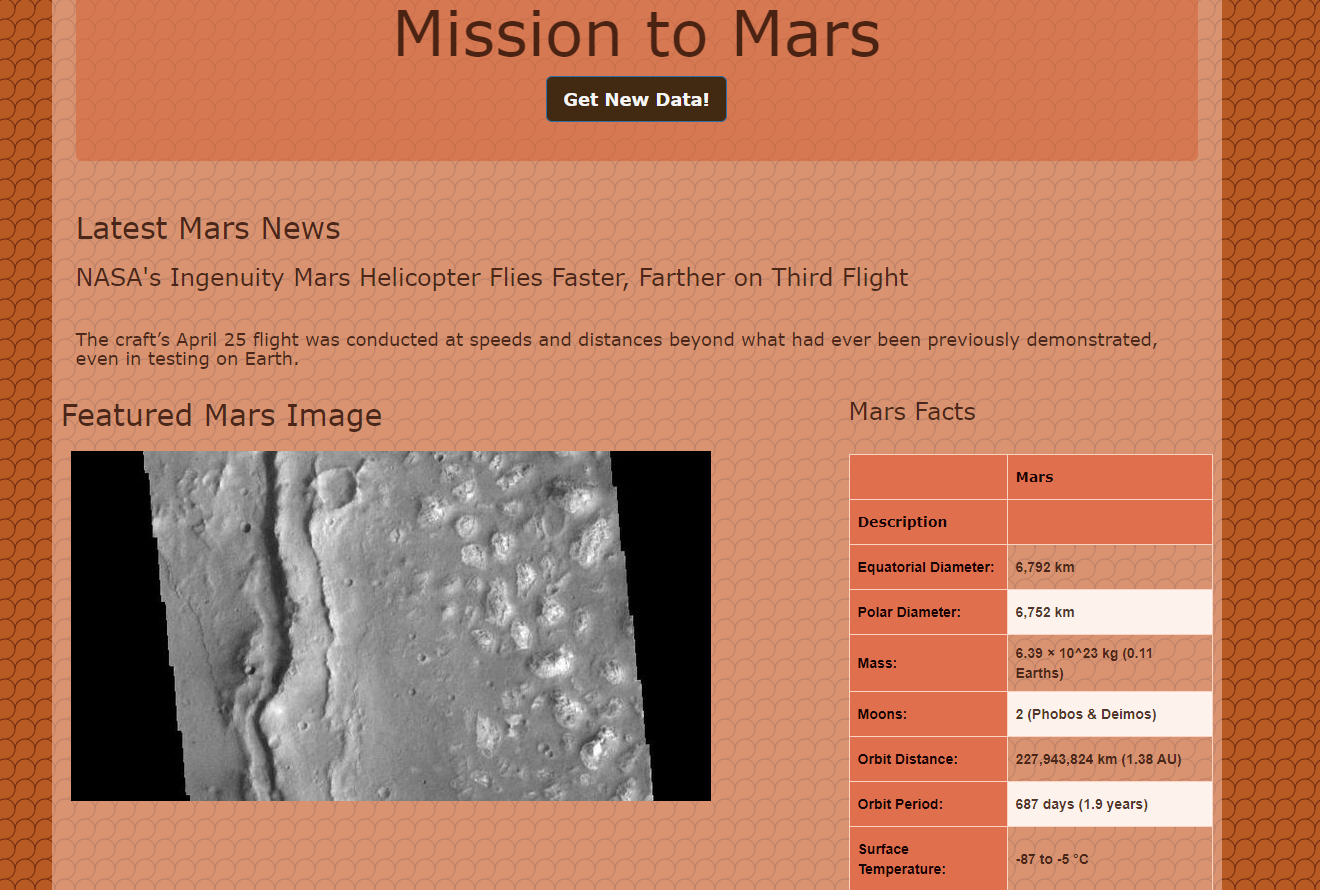 Mission to Mars
Get New Data!
Latest Mars News
NASA's Ingenuity Mars Helicopter Flies Faster, Farther on Third Flight
The craft’s April 25 flight was conducted at speeds and distances beyond what had ever been previously demonstrated,
even in testing on Earth.
Featured Mars Image
Mars Facts
Mars
Description
Equatorial Diameter: 6,792 km
Polar Diameter: 6,752 km
Mass: 6.39 × 10^23 kg (0.11
Earths)
Moons: 2 (Phobos & Deimos)
Orbit Distance: 227,943,824 km (1.38 AU)
Orbit Period: 687 days (1.9 years)
Surface
Temperature: -87 to -5 °C